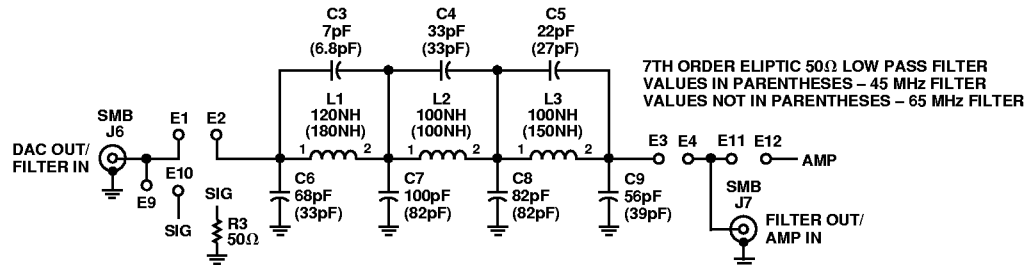 C3
7pF
(6.8pF)
C4
33pF
(33pF)
C5
22pF
(27pF)
7TH ORDER ELIPTIC 50Ω LOW PASS FILTER
VALUES IN PARENTHESES – 45 MHz FILTER
VALUES NOT IN PARENTHESES – 65 MHz FILTER
DAC OUT/
FILTER IN
SMB
J6
E1
E2
E9
E10
SIG
SIG
R3
50Ω
L1
120NH
(180NH)
1 2
L2
100NH
(100NH)
1 2
L3
100NH
(150NH)
1 2
C6
68pF
(33pF)
C7
100pF
(82pF)
C8
82pF
(82pF)
C9
56pF
(39pF)
E3
E4
E11
E12
AMP
SMB
J7
FILTER OUT/
AMP IN